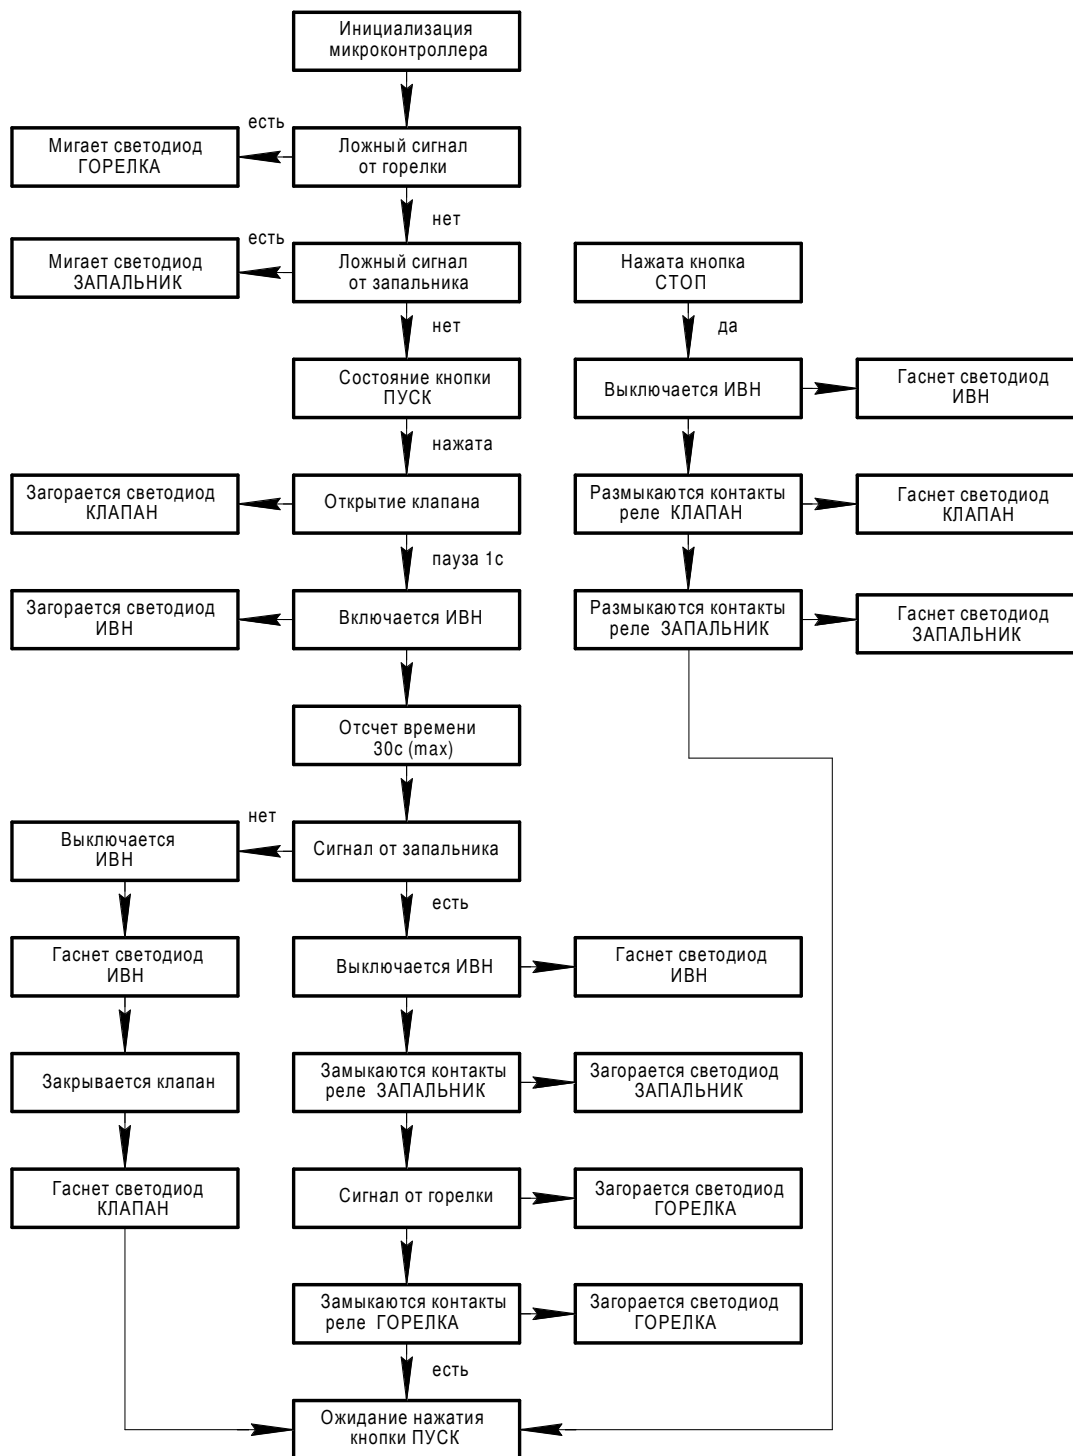 Инициализация
микроконтроллера
есть
Мигает светодиод
ГОРЕЛКА
Ложный сигнал
от горелки
нет
есть
Мигает светодиод
ЗАПАЛЬНИК
Ложный сигнал
от запальника
Нажата кнопка
СТОП
нет
да
Состояние кнопки
ПУСК
Выключается ИВН
Гаснет светодиод
ИВН
нажата
Загорается светодиод
КЛАПАН
Открытие клапана
Размыкаются контакты
реле КЛАПАН
Гаснет светодиод
КЛАПАН
пауза 1с
Загорается светодиод
ИВН
Включается ИВН
Размыкаются контакты
реле ЗАПАЛЬНИК
Гаснет светодиод
ЗАПАЛЬНИК
Отсчет времени
30с (max)
нет
Выключается
ИВН
Сигнал от запальника
есть
Гаснет светодиод
ИВН
Выключается ИВН
Гаснет светодиод
ИВН
Закрывается клапан
Замыкаются контакты
реле ЗАПАЛЬНИК
Загорается светодиод
ЗАПАЛЬНИК
Гаснет светодиод
КЛАПАН
Сигнал от горелки
Загорается светодиод
ГОРЕЛКА
Замыкаются контакты
реле ГОРЕЛКА
Загорается светодиод
ГОРЕЛКА
есть
Ожидание нажатия
кнопки ПУСК